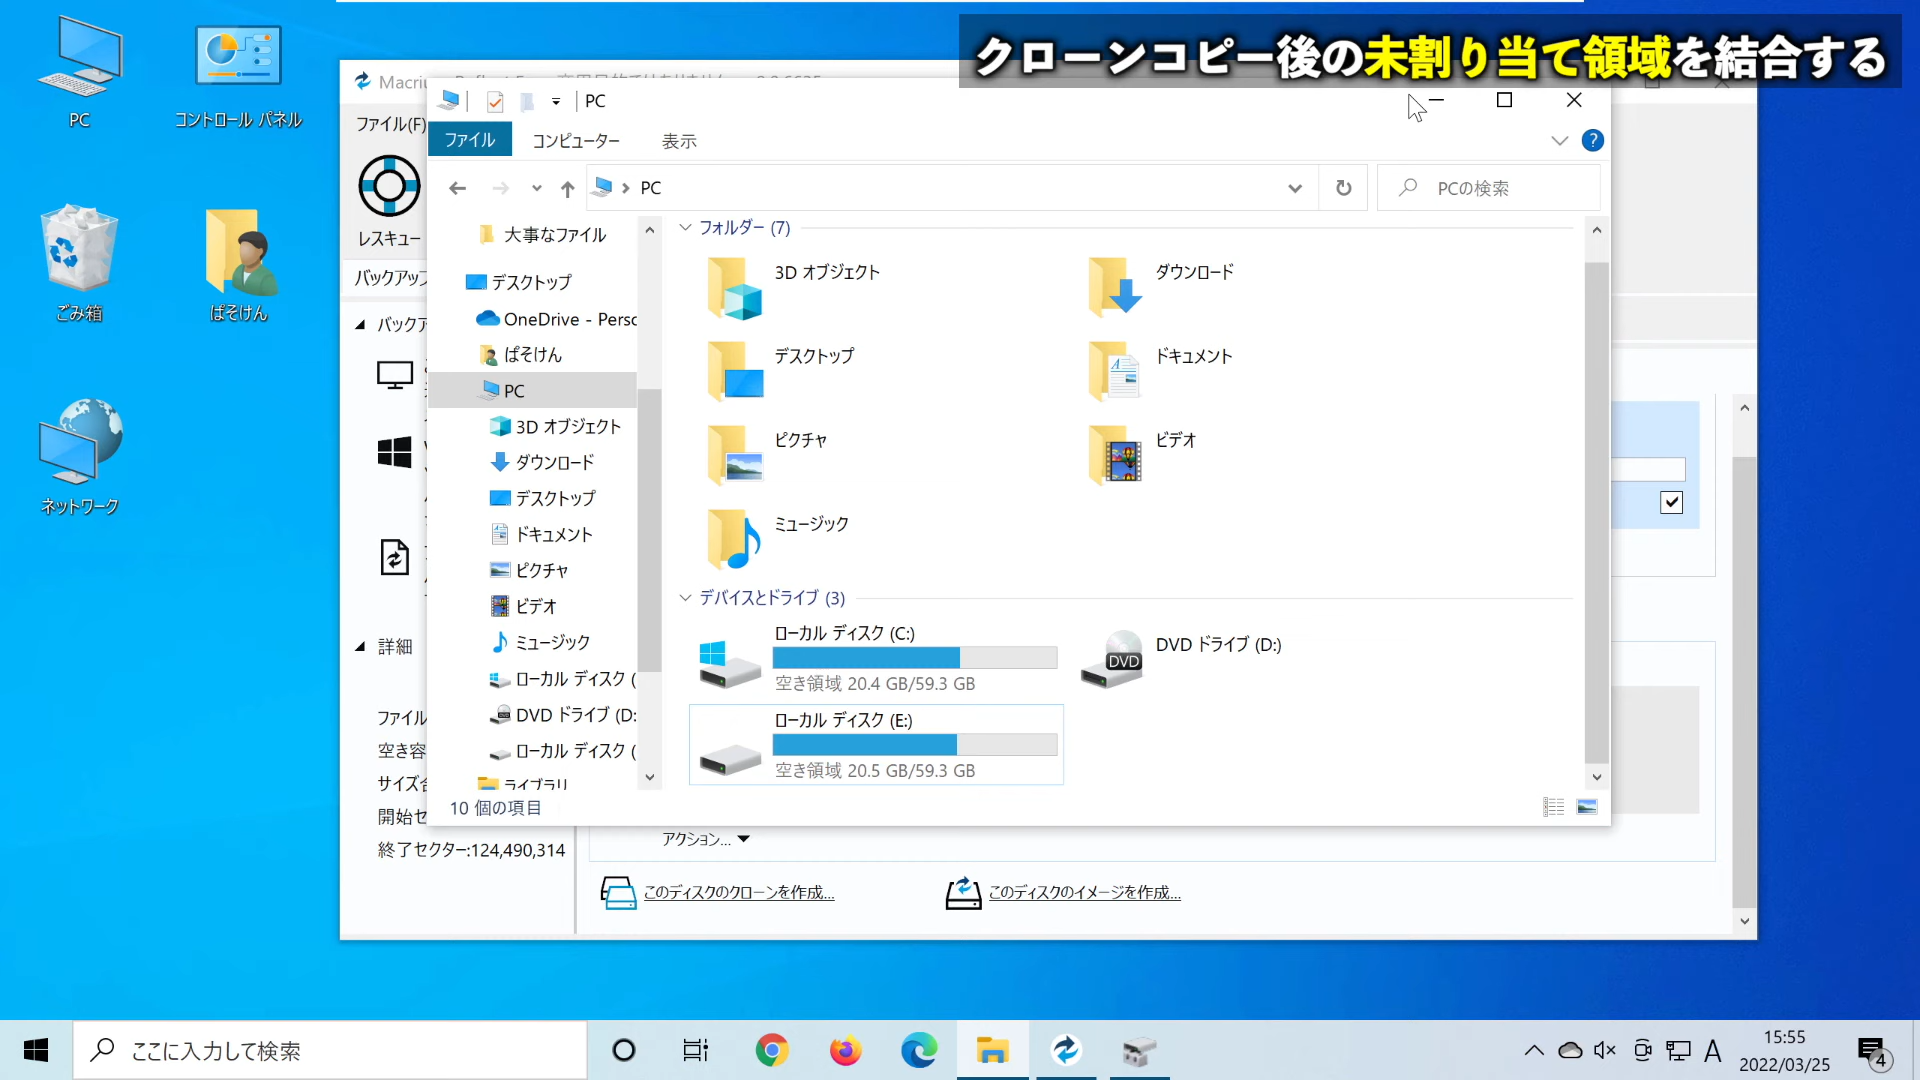 クローンコピー後の未割り当て領域を結合する
PC
コントロール パネル
ごみ箱
ぱそけん
ネットワーク
ファイル(F)
レスキュー
バックアップ
詳細
終了セクター:124,490,314
アクション...
このディスクのクローンを作成...
このディスクのイメージを作成...
PC
ファイル
コンピューター
表示
PC
PCの検索
大事なファイル
デスクトップ
OneDrive - Perso
ぱそけん
PC
3D オブジェクト
ダウンロード
デスクトップ
ドキュメント
ピクチャ
ビデオ
ミュージック
ローカル ディスク (
DVD ドライブ (D:
ローカル ディスク (
ライブラリ
フォルダー (7)
3D オブジェクト
ダウンロード
デスクトップ
ドキュメント
ピクチャ
ビデオ
ミュージック
デバイスとドライブ (3)
ローカル ディスク (C:)
空き領域 20.4 GB/59.3 GB
DVD
DVD ドライブ (D:)
ローカル ディスク (E:)
空き領域 20.5 GB/59.3 GB
10 個の項目
ここに入力して検索
A
15:55
2022/03/25
4